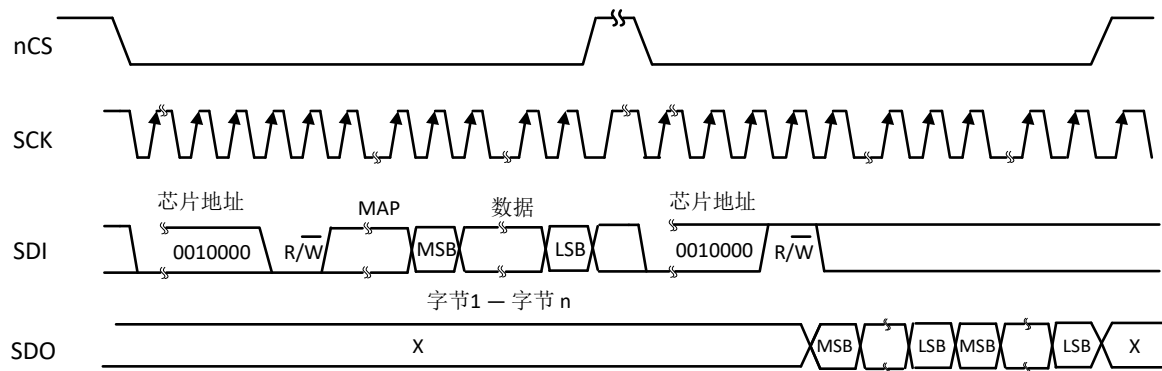 nCS
SCK
芯片地址 MAP 数据 芯片地址
SDI 0010000 R/W̅ MSB LSB 0010000 R/W̅
字节1 — 字节 n
SDO X MSB LSB MSB LSB X